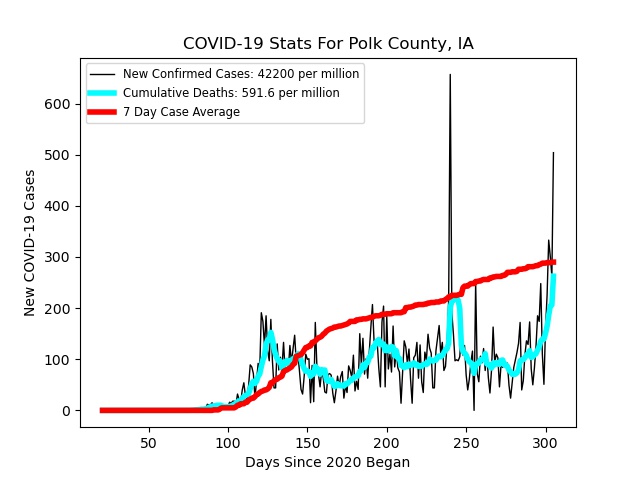 COVID-19 Stats For Polk County, IA
New Confirmed Cases: 42200 per million
Cumulative Deaths: 591.6 per million
7 Day Case Average
600
500
400
300
200
100
0
New COVID-19 Cases
50 100 150 200 250 300
Days Since 2020 Began